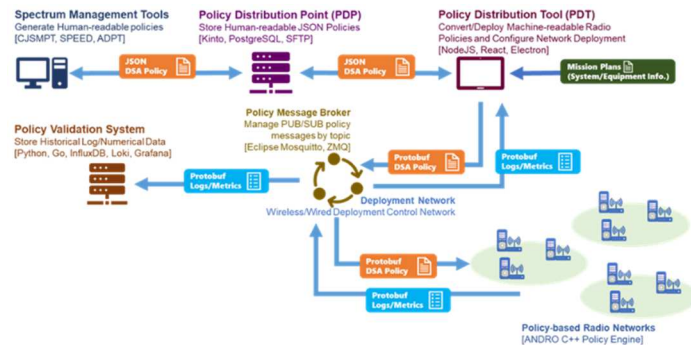 Spectrum Management Tools
Generate Human-readable policies
[CJSMPT, SPEED, ADPT]
Policy Distribution Point (PDP)
Store Human-readable JSON Policies
[Kinto, PostgreSQL, SFTP]
Policy Distribution Tool (PDT)
Convert/Deploy Machine-readable Radio
Policies and Configure Network Deployment
[NodeJS, React, Electron]
JSON
DSA Policy
JSON
DSA Policy
Mission Plans
(System/Equipment Info.)
Policy Message Broker
Manage PUB/SUB policy
messages by topic
[Eclipse Mosquitto, ZMQ]
Policy Validation System
Store Historical Log/Numerical Data
[Python, Go, InfluxDB, Loki, Grafana]
Protobuf
DSA Policy
Protobuf
Logs/Metrics
Protobuf
Logs/Metrics
Deployment Network
Wireless/Wired Deployment Control Network
Protobuf
DSA Policy
Protobuf
Logs/Metrics
Policy-based Radio Networks
[ANDRO C++ Policy Engine]